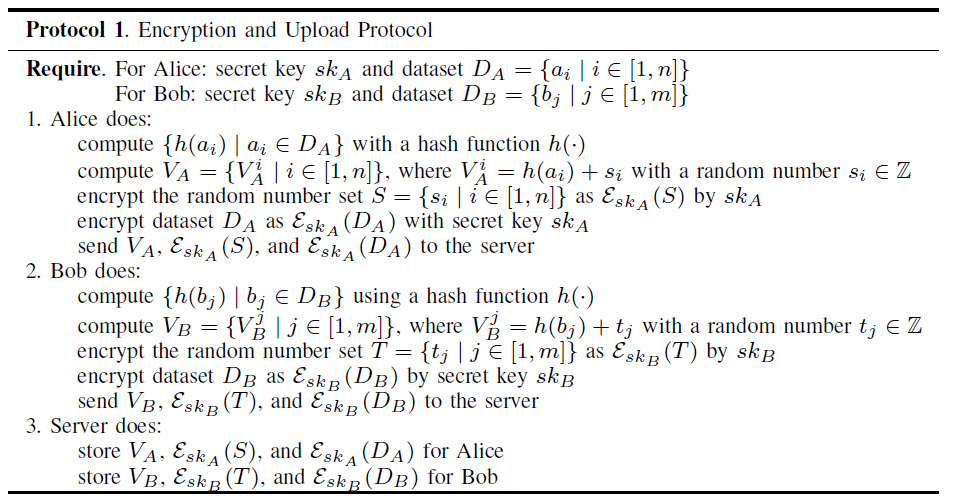 Protocol 1. Encryption and Upload Protocol
Require. For Alice: secret key $sk_A$ and dataset $D_A = \{a_i \mid i \in [1, n]\}$
For Bob: secret key $sk_B$ and dataset $D_B = \{b_j \mid j \in [1, m]\}$
1. Alice does:
compute $\{h(a_i) \mid a_i \in D_A\}$ with a hash function $h(\cdot)$
compute $V_A = \{V_A^i \mid i \in [1, n]\}$, where $V_A^i = h(a_i) + s_i$ with a random number $s_i \in \mathbb{Z}$
encrypt the random number set $S = \{s_i \mid i \in [1, n]\}$ as $\mathcal{E}_{sk_A}(S)$ by $sk_A$
encrypt dataset $D_A$ as $\mathcal{E}_{sk_A}(D_A)$ with secret key $sk_A$
send $V_A$, $\mathcal{E}_{sk_A}(S)$, and $\mathcal{E}_{sk_A}(D_A)$ to the server
2. Bob does:
compute $\{h(b_j) \mid b_j \in D_B\}$ using a hash function $h(\cdot)$
compute $V_B = \{V_B^j \mid j \in [1, m]\}$, where $V_B^j = h(b_j) + t_j$ with a random number $t_j \in \mathbb{Z}$
encrypt the random number set $T = \{t_j \mid j \in [1, m]\}$ as $\mathcal{E}_{sk_B}(T)$ by $sk_B$
encrypt dataset $D_B$ as $\mathcal{E}_{sk_B}(D_B)$ by secret key $sk_B$
send $V_B$, $\mathcal{E}_{sk_B}(T)$, and $\mathcal{E}_{sk_B}(D_B)$ to the server
3. Server does:
store $V_A$, $\mathcal{E}_{sk_A}(S)$, and $\mathcal{E}_{sk_A}(D_A)$ for Alice
store $V_B$, $\mathcal{E}_{sk_B}(T)$, and $\mathcal{E}_{sk_B}(D_B)$ for Bob